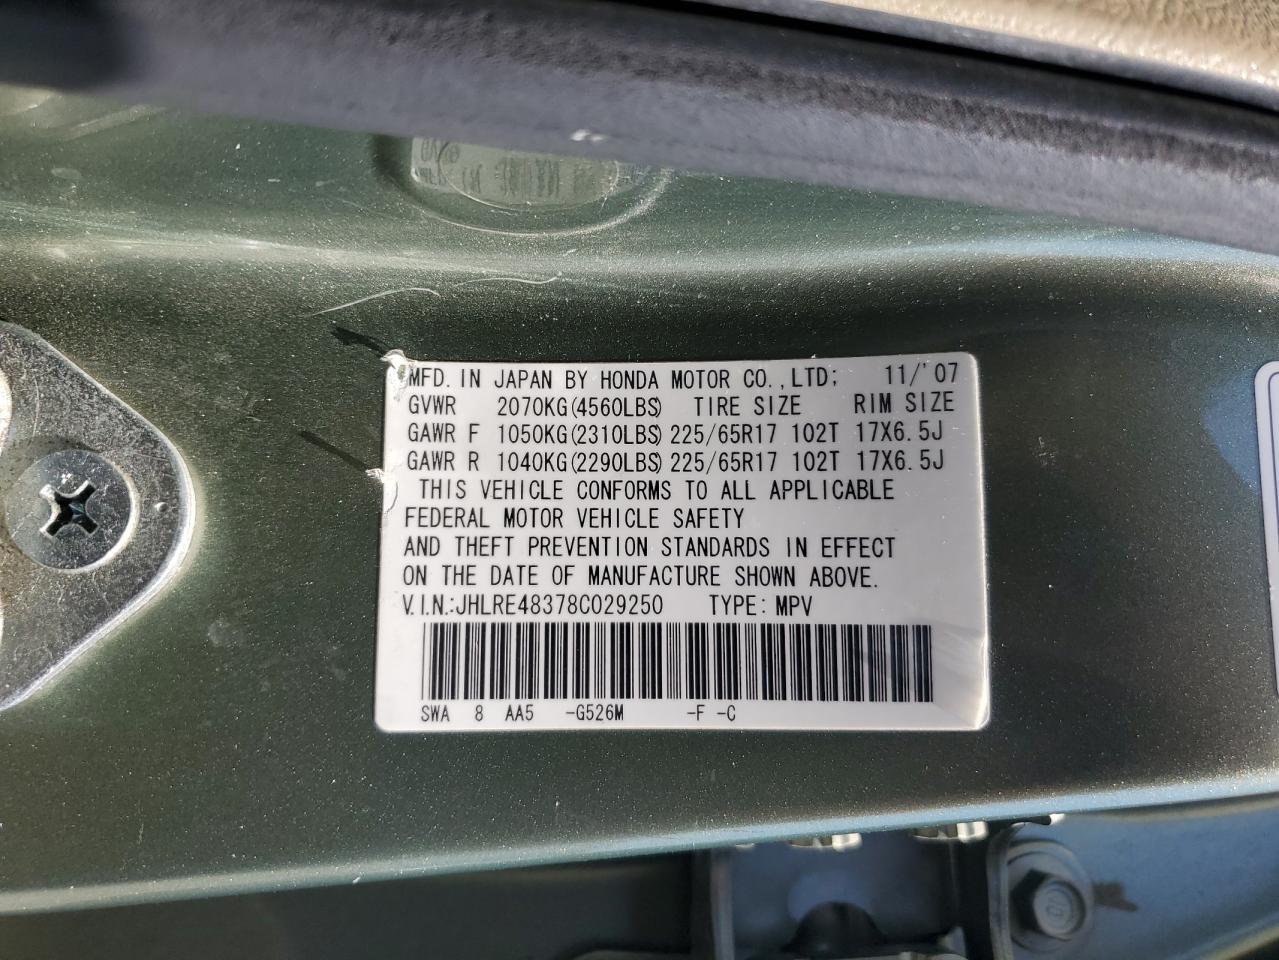 MFD. IN JAPAN BY HONDA MOTOR CO., LTD; 11/'07
GVWR 2070KG(4560LBS) TIRE SIZE RIM SIZE
GAWR F 1050KG(2310LBS) 225/65R17 102T 17X6.5J
GAWR R 1040KG(2290LBS) 225/65R17 102T 17X6.5J
THIS VEHICLE CONFORMS TO ALL APPLICABLE
FEDERAL MOTOR VEHICLE SAFETY
AND THEFT PREVENTION STANDARDS IN EFFECT
ON THE DATE OF MANUFACTURE SHOWN ABOVE.
V.I.N.:JHLRE48378C029250 TYPE: MPV
SWA 8 AA5 -G526M -F -C